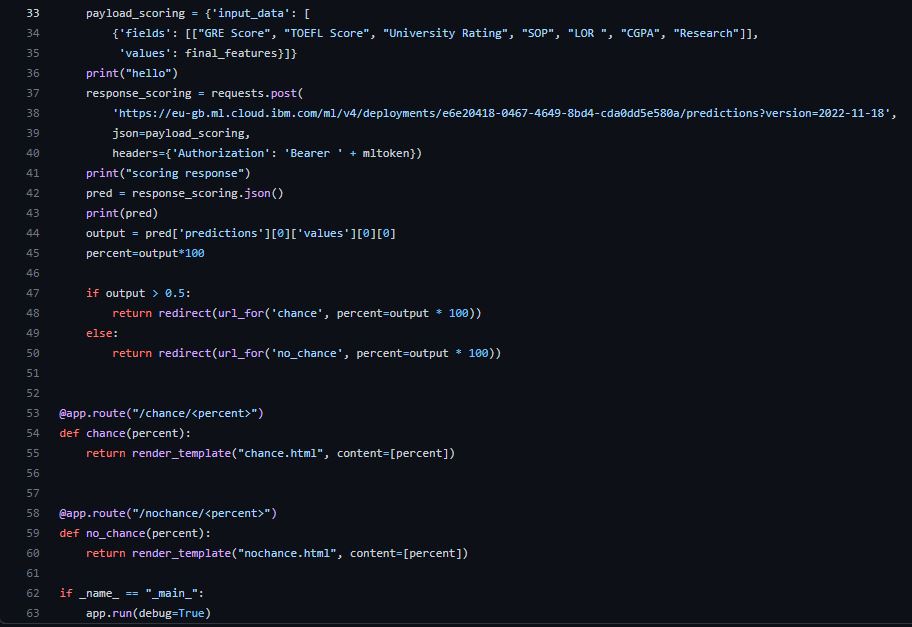 33 payload_scoring = {'input_data': [
34 {'fields': [["GRE Score", "TOEFL Score", "University Rating", "SOP", "LOR ", "CGPA", "Research"]],
35 'values': final_features}]}
36 print("hello")
37 response_scoring = requests.post(
38 'https://eu-gb.ml.cloud.ibm.com/ml/v4/deployments/e6e20418-0467-4649-8bd4-cda0dd5e580a/predictions?version=2022-11-18',
39 json=payload_scoring,
40 headers={'Authorization': 'Bearer ' + mltoken})
41 print("scoring response")
42 pred = response_scoring.json()
43 print(pred)
44 output = pred['predictions'][0]['values'][0][0]
45 percent=output*100
46
47 if output > 0.5:
48 return redirect(url_for('chance', percent=output * 100))
49 else:
50 return redirect(url_for('no_chance', percent=output * 100))
51
52
53 @app.route("/chance/<percent>")
54 def chance(percent):
55 return render_template("chance.html", content=[percent])
56
57
58 @app.route("/nochance/<percent>")
59 def no_chance(percent):
60 return render_template("nochance.html", content=[percent])
61
62 if _name_ == "_main_":
63 app.run(debug=True)